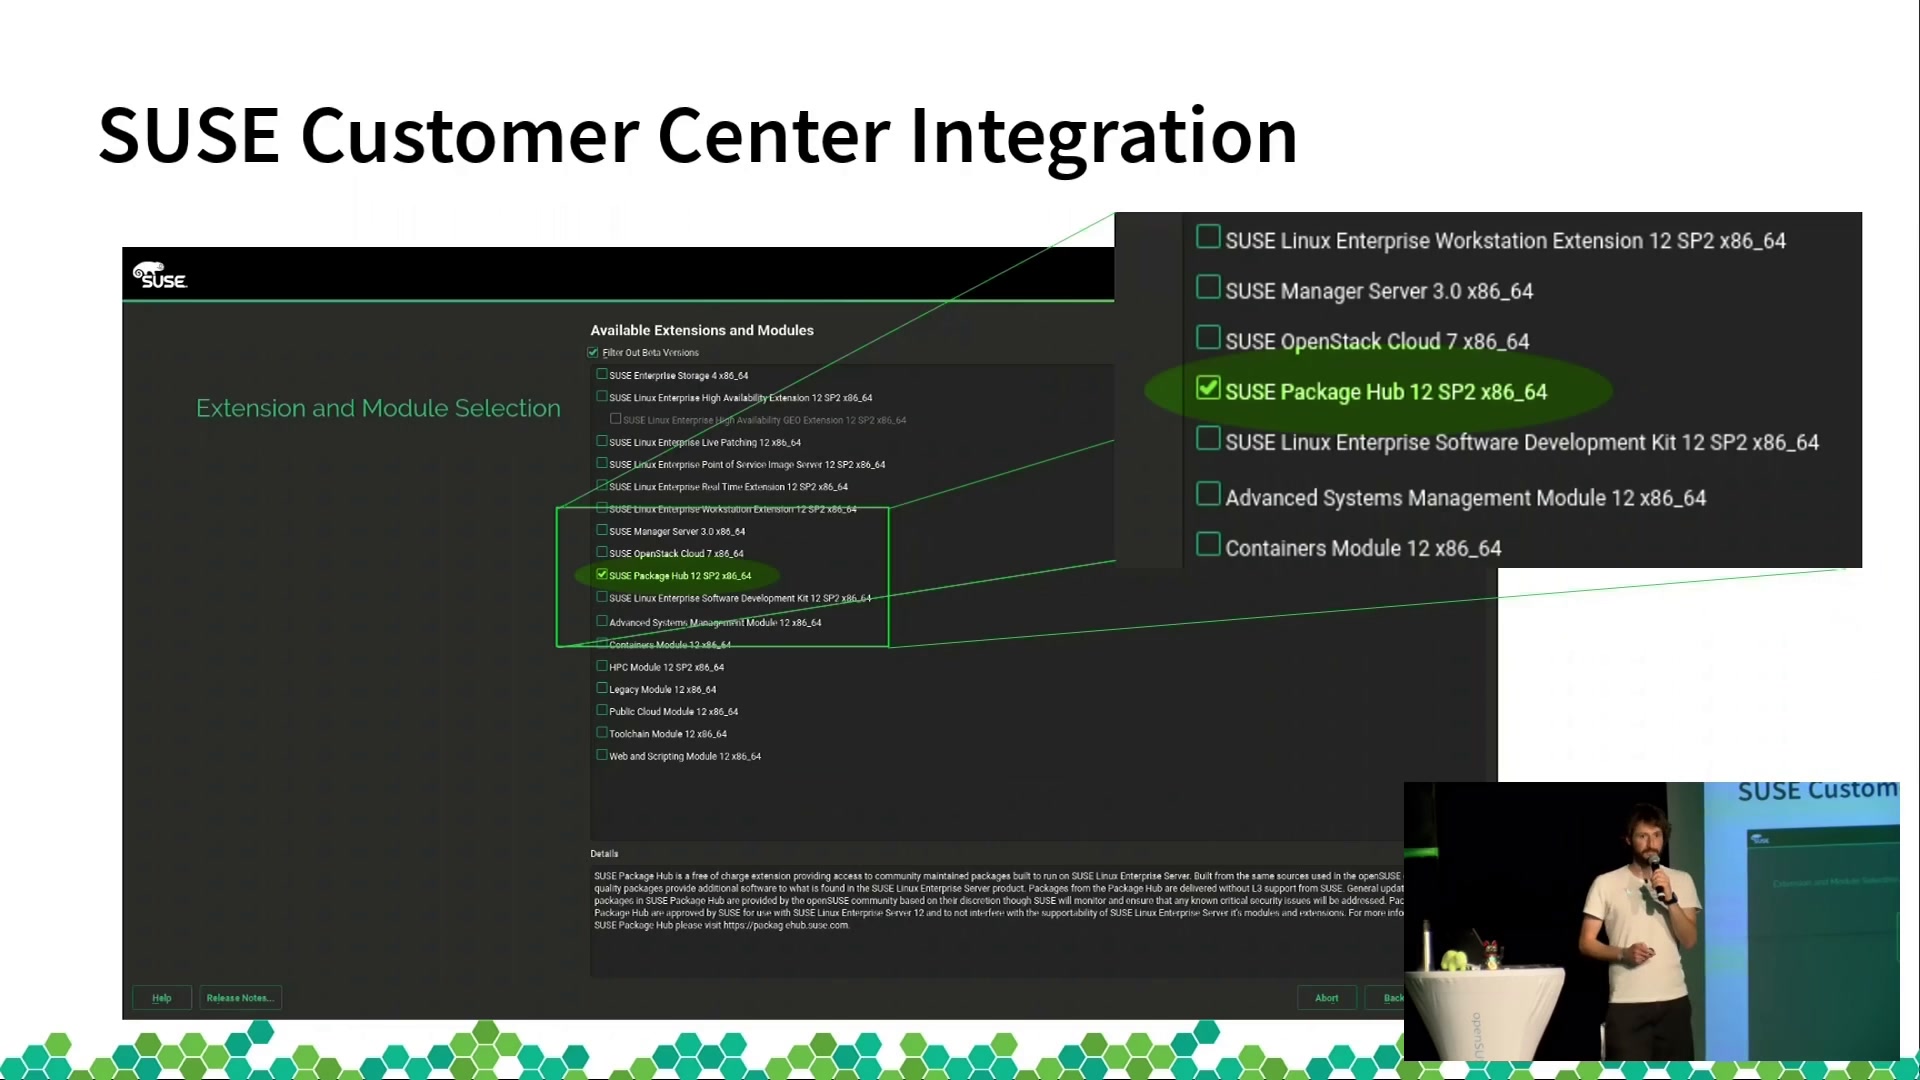 SUSE Customer Center Integration
SUSE
Extension and Module Selection
Available Extensions and Modules
Filter Out Beta Versions
SUSE Enterprise Storage 4 x86_64
SUSE Linux Enterprise High Availability Extension 12 SP2 x86_64
SUSE Linux Enterprise High Availability GEO Extension 12 SP2 x86_64
SUSE Linux Enterprise Live Patching 12 x86_64
SUSE Linux Enterprise Point of Service Image Server 12 SP2 x86_64
SUSE Linux Enterprise Real Time Extension 12 SP2 x86_64
SUSE Linux Enterprise Workstation Extension 12 SP2 x86_64
SUSE Manager Server 3.0 x86_64
SUSE OpenStack Cloud 7 x86_64
SUSE Package Hub 12 SP2 x86_64
SUSE Linux Enterprise Software Development Kit 12 SP2 x86_64
Advanced Systems Management Module 12 x86_64
Containers Module 12 x86_64
HPC Module 12 SP2 x86_64
Legacy Module 12 x86_64
Public Cloud Module 12 x86_64
Toolchain Module 12 x86_64
Web and Scripting Module 12 x86_64
SUSE Linux Enterprise Workstation Extension 12 SP2 x86_64
SUSE Manager Server 3.0 x86_64
SUSE OpenStack Cloud 7 x86_64
SUSE Package Hub 12 SP2 x86_64
SUSE Linux Enterprise Software Development Kit 12 SP2 x86_64
Advanced Systems Management Module 12 x86_64
Containers Module 12 x86_64
Details
SUSE Package Hub is a free of charge extension providing access to community maintained packages built to run on SUSE Linux Enterprise Server. Built from the same sources used in the openSUSE
quality packages provide additional software to what is found in the SUSE Linux Enterprise Server product. Packages from the Package Hub are delivered without L3 support from SUSE. General updat
packages in SUSE Package Hub are provided by the openSUSE community based on their discretion though SUSE will monitor and ensure that any known critical security issues will be addressed. Pac
Package Hub are approved by SUSE for use with SUSE Linux Enterprise Server 12 and to not interfere with the supportability of SUSE Linux Enterprise Server it's modules and extensions. For more info
SUSE Package Hub please visit https://packag ehub.suse.com.
Help
Release Notes...
Abort
Back
SUSE Custom
Extension and Module Selection
openSU